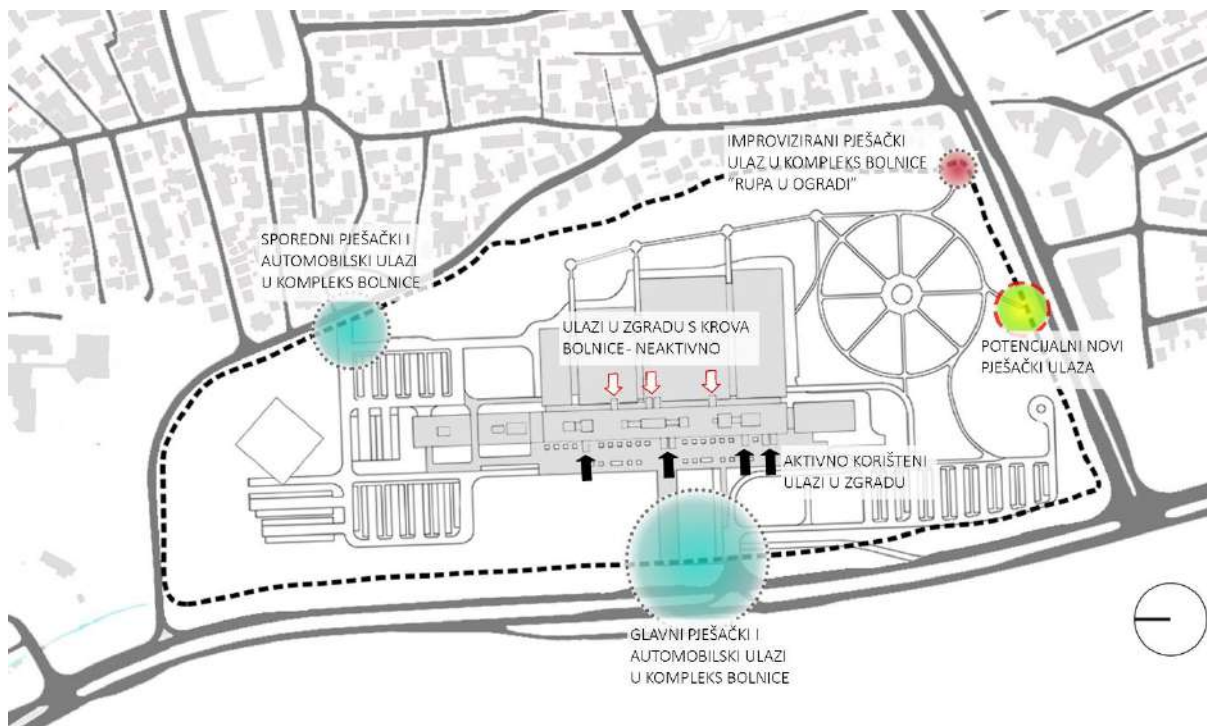 IMPROVIZIRANI PJEŠAČKI
ULAZ U KOMPLEKS BOLNICE
"RUPA U OGRADI"
SPOREDNI PJEŠAČKI I
AUTOMOBILSKI ULAZI
U KOMPLEKS BOLNICE
ULAZI U ZGRADU S KROVA
BOLNICE- NEAKTIVNO
POTENCIJALNI NOVI
PJEŠAČKI ULAZA
AKTIVNO KORIŠTENI
ULAZI U ZGRADU
GLAVNI PJEŠAČKI I
AUTOMOBILSKI ULAZI
U KOMPLEKS BOLNICE